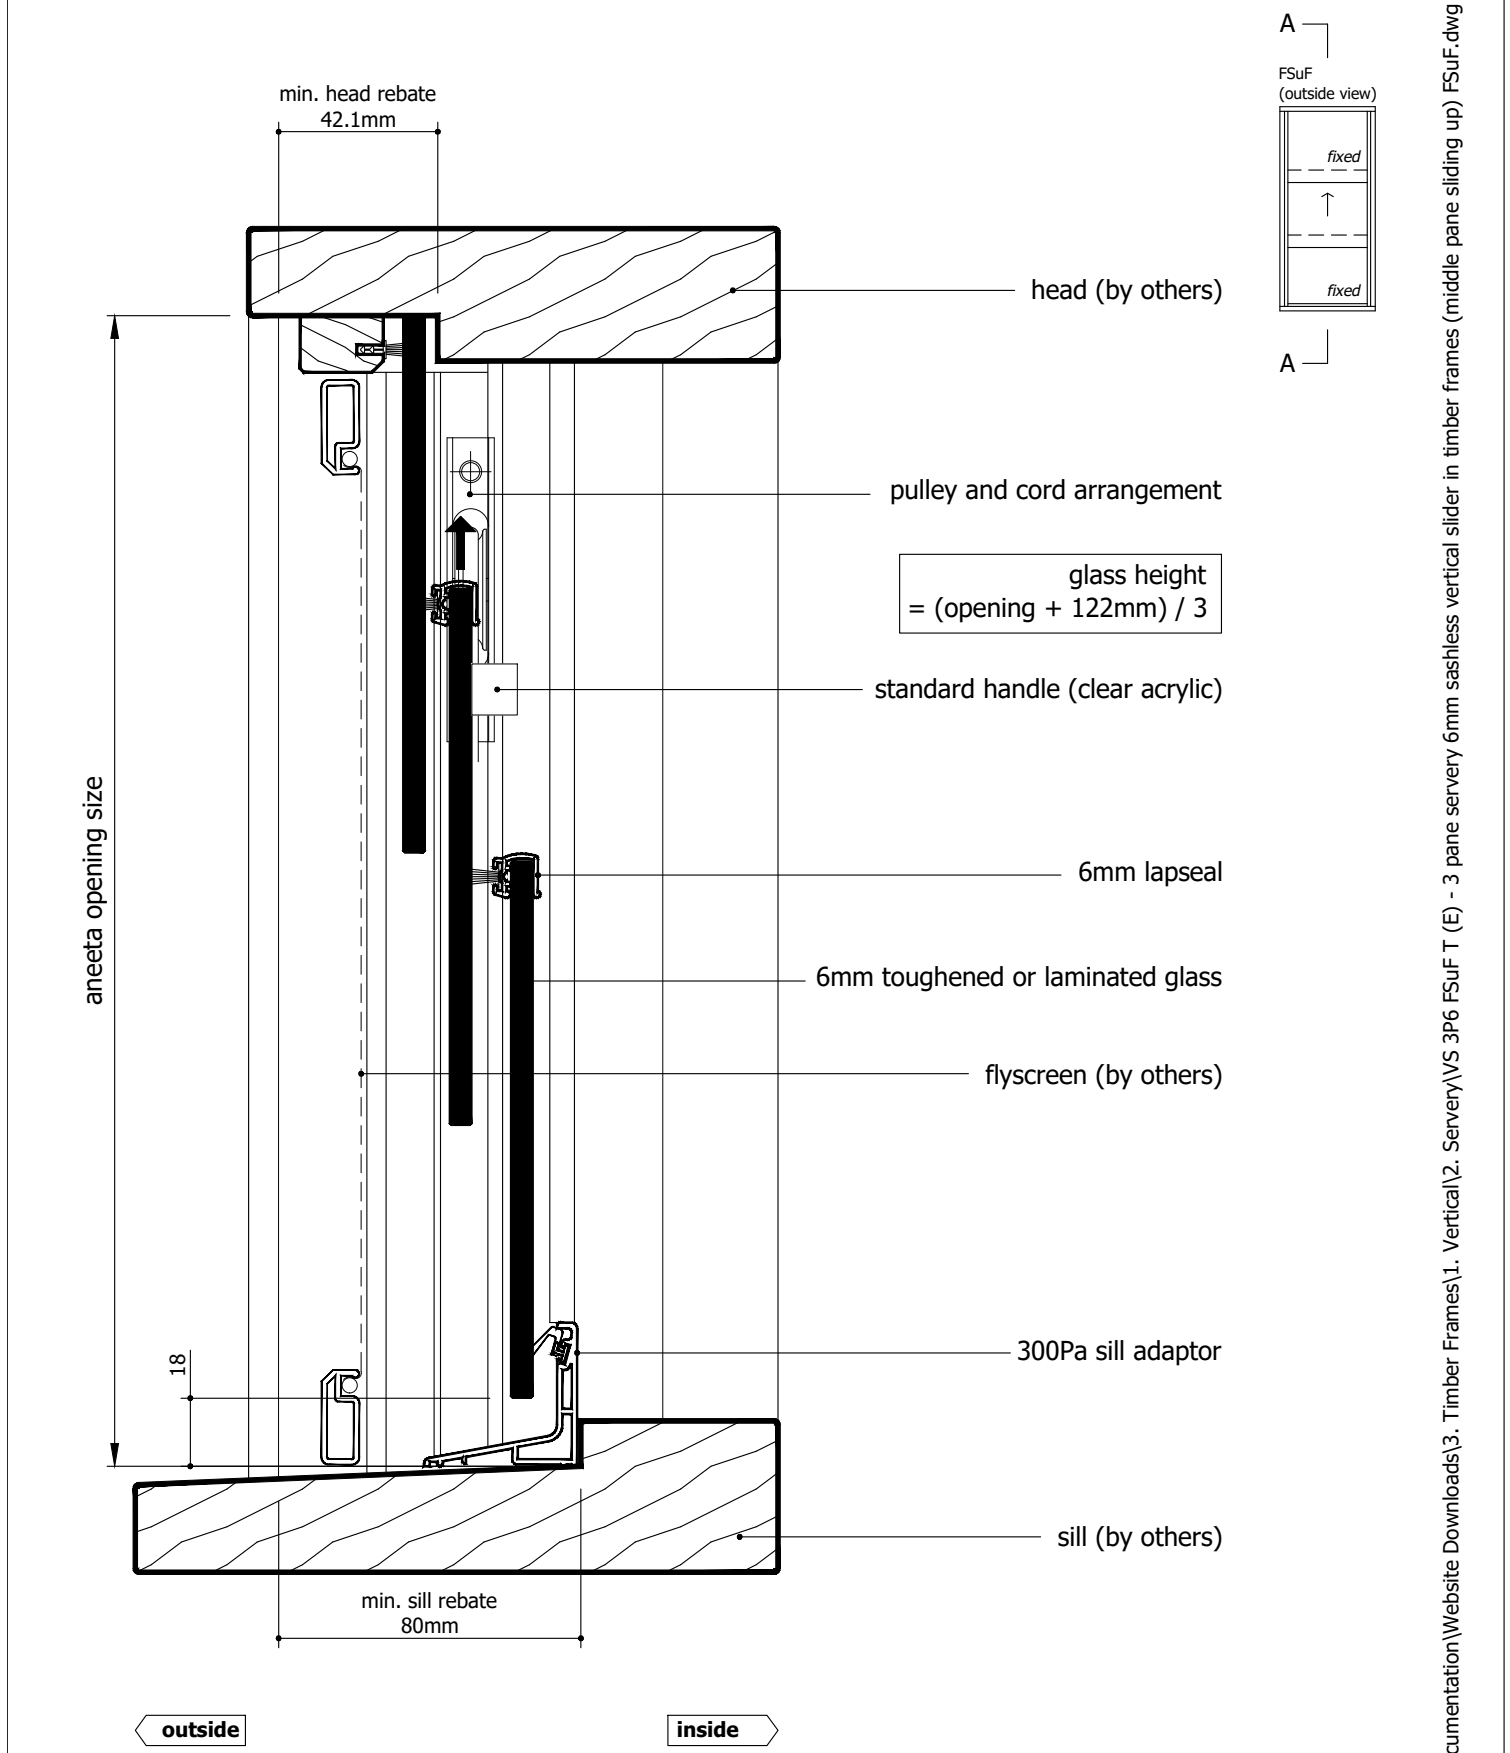 A
FSuF
(outside view)
fixed
fixed
A
min. head rebate
42.1mm
head (by others)
pulley and cord arrangement
glass height
= (opening + 122mm) / 3
standard handle (clear acrylic)
aneeta opening size
6mm lapseal
6mm toughened or laminated glass
flyscreen (by others)
300Pa sill adaptor
18
sill (by others)
min. sill rebate
80mm
outside
inside
cumentation\Website Downloads\3. Timber Frames\1. Vertical\2. Servery\VS 3P6 FSuF T (E) - 3 pane servery 6mm sashless vertical slider in timber frames (middle pane sliding up) FSuF.dwg